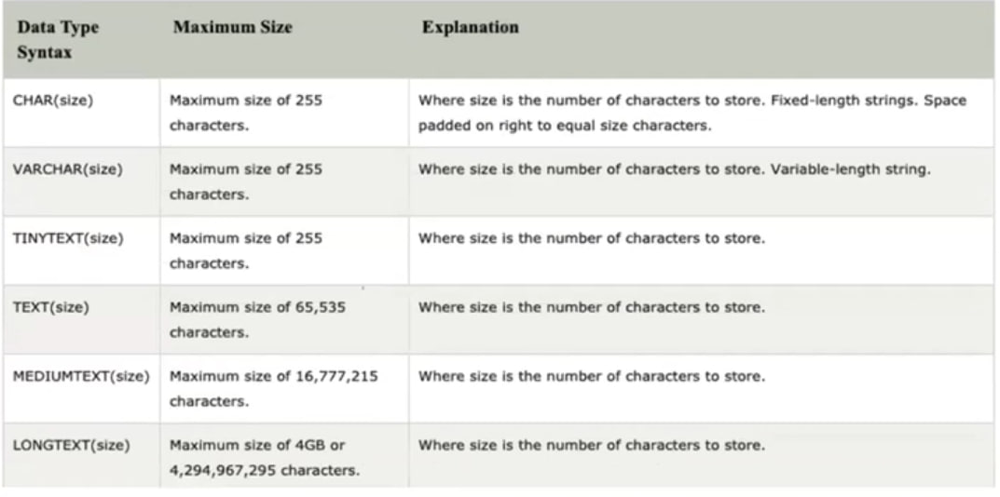 Data Type Syntax
Maximum Size
Explanation
CHAR(size)
Maximum size of 255
characters.
Where size is the number of characters to store. Fixed-length strings. Space
padded on right to equal size characters.
VARCHAR(size)
Maximum size of 255
characters.
Where size is the number of characters to store. Variable-length string.
TINYTEXT(size)
Maximum size of 255
characters.
Where size is the number of characters to store.
TEXT(size)
Maximum size of 65,535
characters.
Where size is the number of characters to store.
MEDIUMTEXT(size)
Maximum size of 16,777,215
characters.
Where size is the number of characters to store.
LONGTEXT(size)
Maximum size of 4GB or
4,294,967,295 characters.
Where size is the number of characters to store.